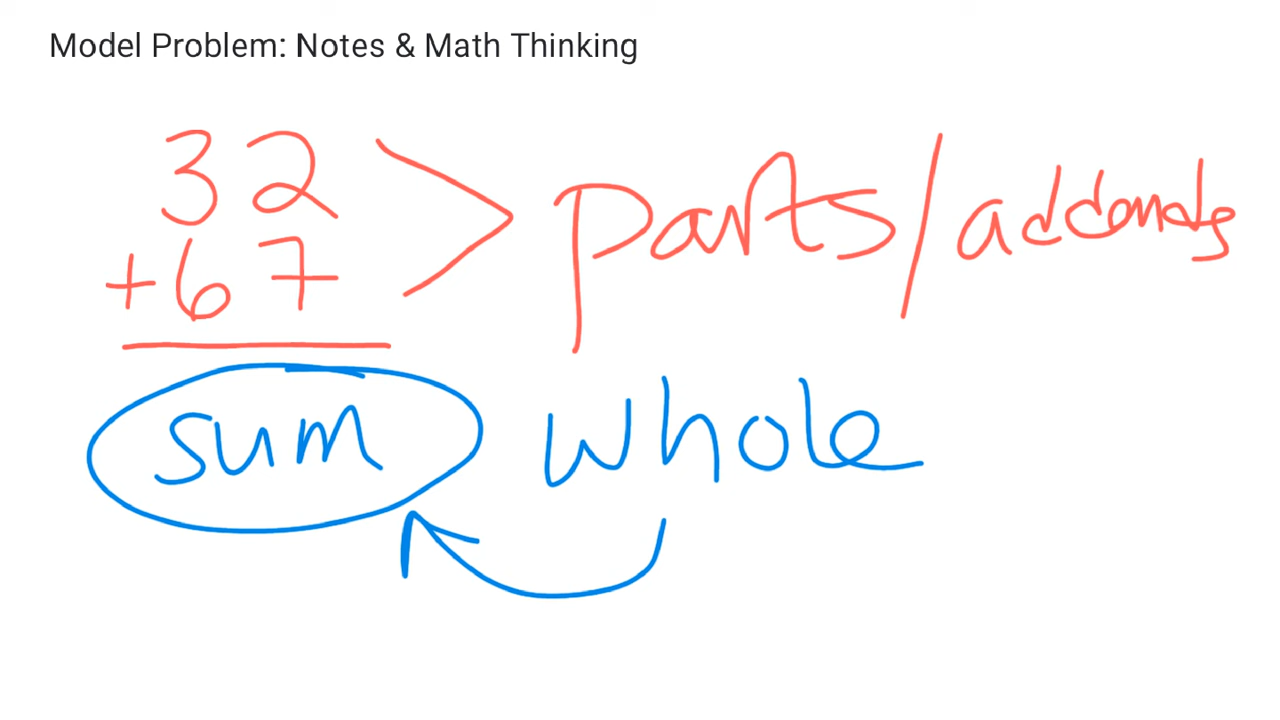 Model Problem: Notes & Math Thinking
32
+67
parts/addends
sum
whole